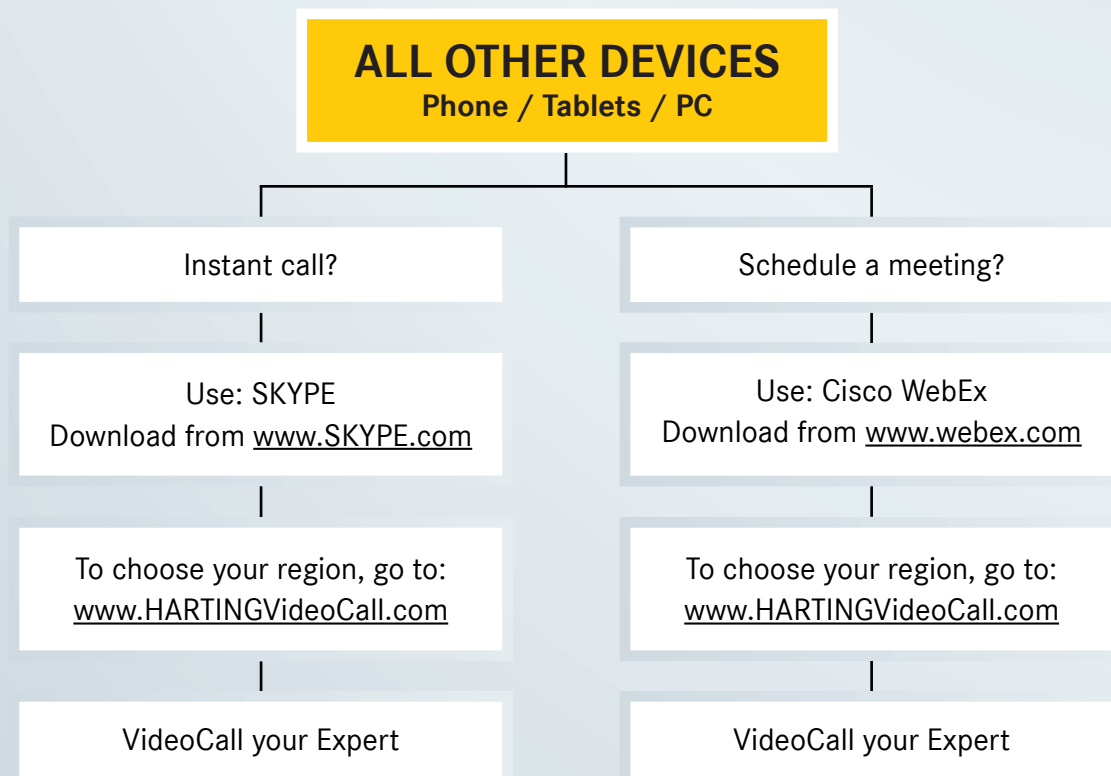 ALL OTHER DEVICES
Phone / Tablets / PC
Instant call?
Use: SKYPE
Download from www.SKYPE.com
To choose your region, go to:
www.HARTINGVideoCall.com
VideoCall your Expert
Schedule a meeting?
Use: Cisco WebEx
Download from www.webex.com
To choose your region, go to:
www.HARTINGVideoCall.com
VideoCall your Expert